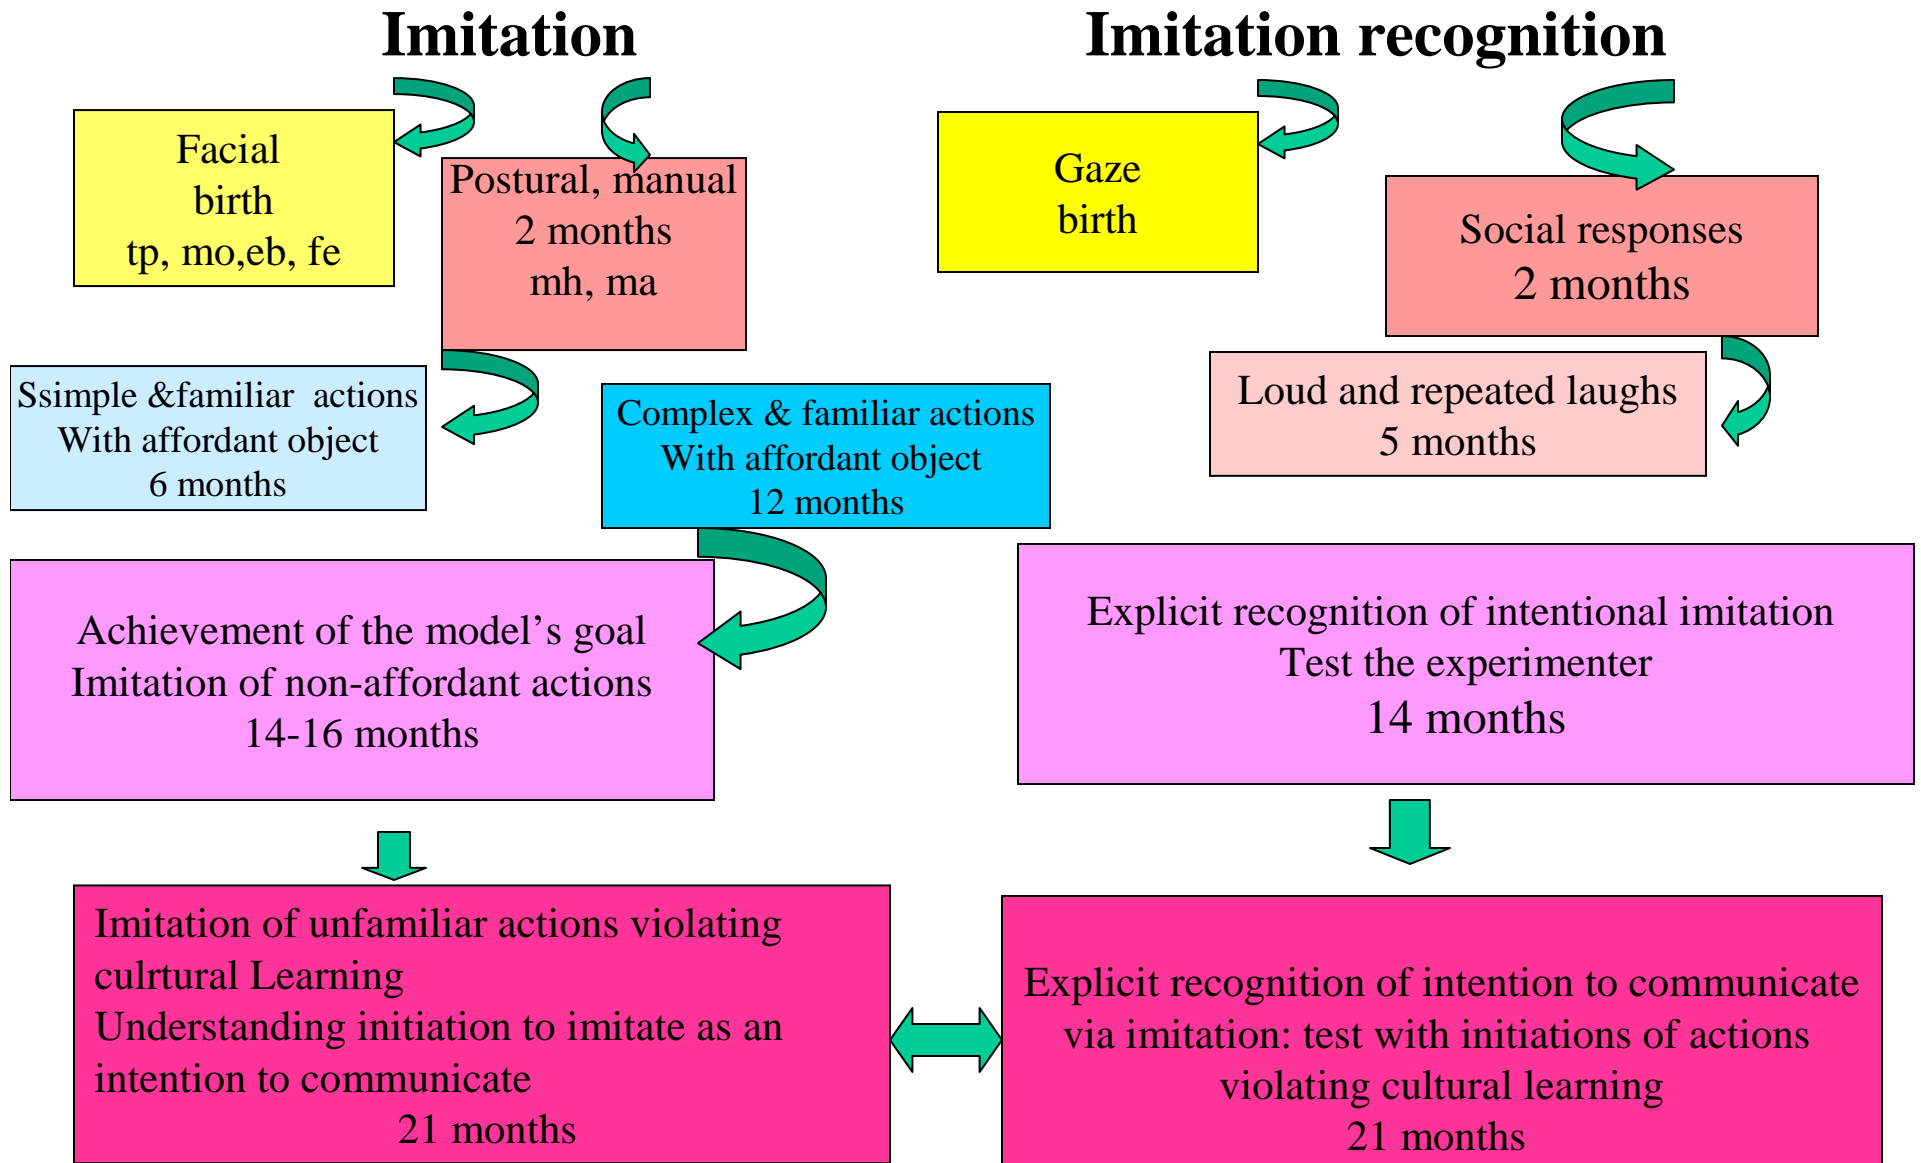 Imitation
Facial
birth
tp, mo,eb, fe
Postural, manual
2 months
mh, ma
Ssimple &familiar actions
With affordant object
6 months
Complex & familiar actions
With affordant object
12 months
Achievement of the model’s goal
Imitation of non-affordant actions
14-16 months
Imitation of unfamiliar actions violating
culrtural Learning
Understanding initiation to imitate as an
intention to communicate
21 months
Imitation recognition
Gaze
birth
Social responses
2 months
Loud and repeated laughs
5 months
Explicit recognition of intentional imitation
Test the experimenter
14 months
Explicit recognition of intention to communicate
via imitation: test with initiations of actions
violating cultural learning
21 months